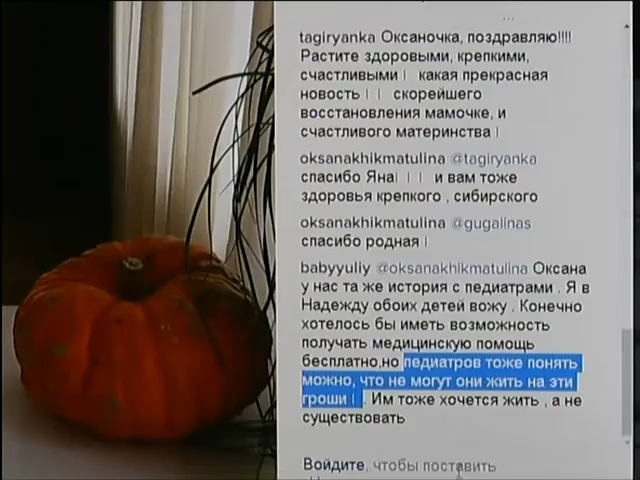 tagiryanka Оксаночка, поздравляю!!!!
Растите здоровыми, крепкими,
счастливыми какая прекрасная
новость скорейшего
восстановления мамочке, и
счастливого материнства
oksanakhikmatulina @tagiryanka
спасибо Яна и вам тоже
здоровья крепкого , сибирского
oksanakhikmatulina @gugalinas
спасибо родная
babyyuliy @oksanakhikmatulina Оксана
у нас та же история с педиатрами . Я в
Надежду обоих детей вожу . Конечно
хотелось бы иметь возможность
получать медицинскую помощь
бесплатно,но педиатров тоже понять
можно, что не могут они жить на эти
гроши . Им тоже хочется жить , а не
существовать
Войдите, чтобы поставить